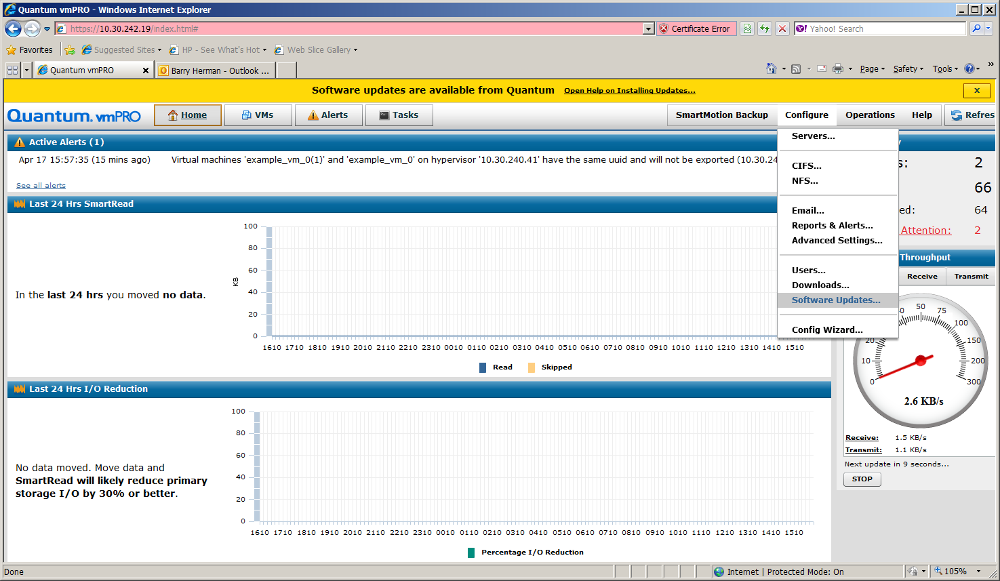 Quantum vmPRO - Windows Internet Explorer
https://10.30.242.19/index.html#
Certificate Error
Yahoo! Search
Favorites
Suggested Sites
HP - See What's Hot
Web Slice Gallery
Quantum vmPRO
Barry Herman - Outlook ...
Page
Safety
Tools
Software updates are available from Quantum Open Help on Installing Updates...
X
Quantum. vmPRO
Home
VMs
Alerts
Tasks
SmartMotion Backup
Configure
Operations
Help
Refres
Servers...
CIFS...
NFS...
Email...
Reports & Alerts...
Advanced Settings...
Users...
Downloads...
Software Updates...
Config Wizard...
Active Alerts (1)
Apr 17 15:57:35 (15 mins ago) Virtual machines 'example_vm_0(1)' and 'example_vm_0' on hypervisor '10.30.240.41' have the same uuid and will not be exported (10.30.24
See all alerts
y
s: 2
66
ed: 64
Attention: 2
Last 24 Hrs SmartRead
In the last 24 hrs you moved no data.
KB
100
80
60
40
20
0
1610 1710 1810 1910 2010 2110 2210 2310 0010 0110 0210 0310 0410 0510 0610 0710 0810 0910 1010 1110 1210 1310 1410 1510
Read Skipped
Throughput
Receive Transmit
0 10 20 0 50 75 100 150 200 300
2.6 KB/s
Receive: 1.5 KB/s
Transmit: 1.1 KB/s
Next update in 9 seconds...
STOP
Last 24 Hrs I/O Reduction
No data moved. Move data and
SmartRead will likely reduce primary
storage I/O by 30% or better.
100
80
60
40
20
0
1610 1710 1810 1910 2010 2110 2210 2310 0010 0110 0210 0310 0410 0510 0610 0710 0810 0910 1010 1110 1210 1310 1410 1510
Percentage I/O Reduction
Done
Internet | Protected Mode: On
105%